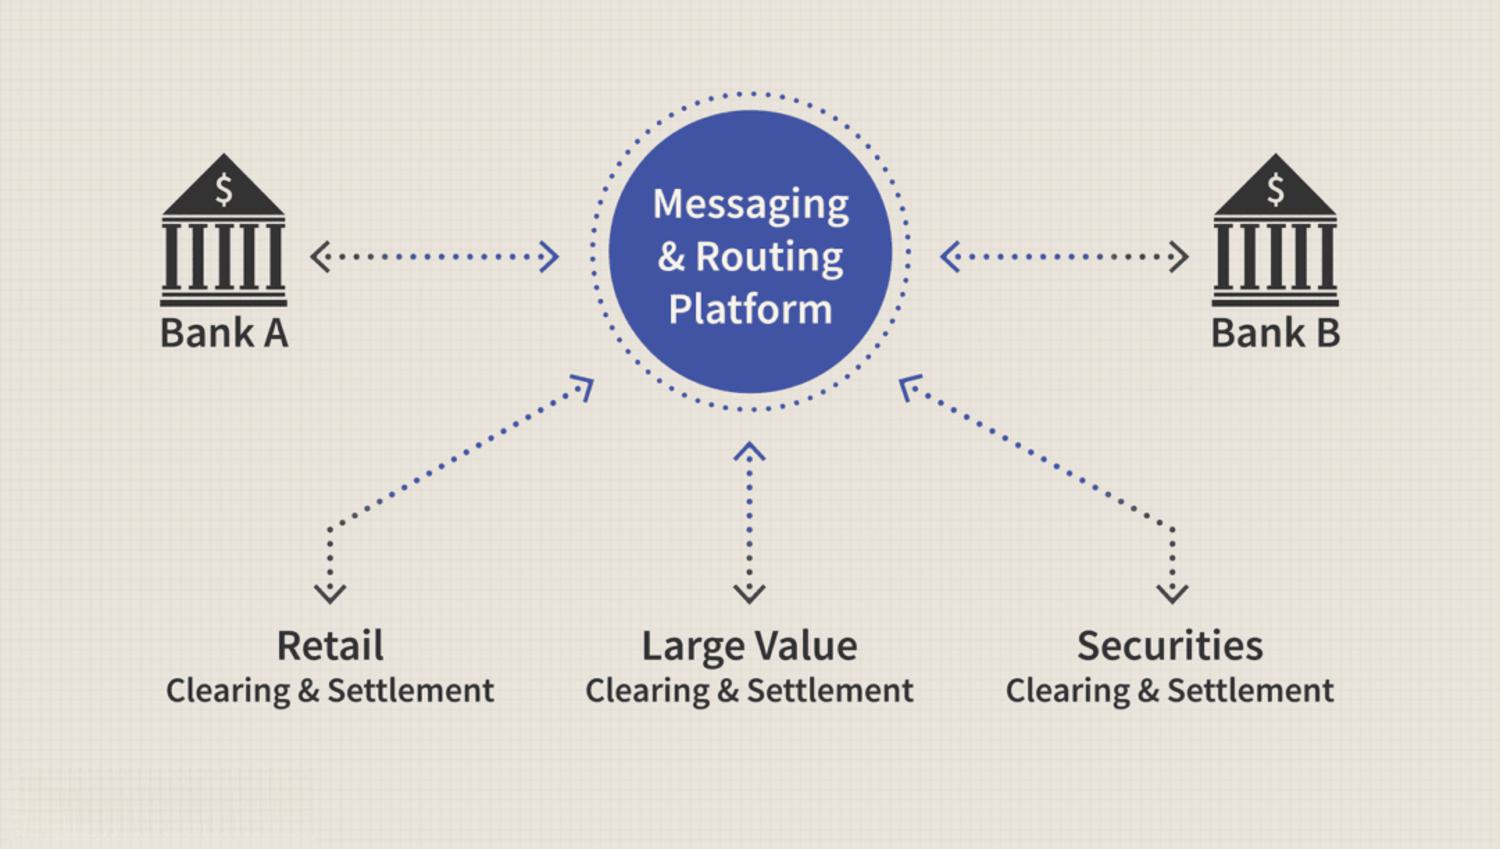 $
$
Messaging
& Routing
Platform
Bank A
Bank B
Retail
Clearing & Settlement
Large Value
Clearing & Settlement
Securities
Clearing & Settlement